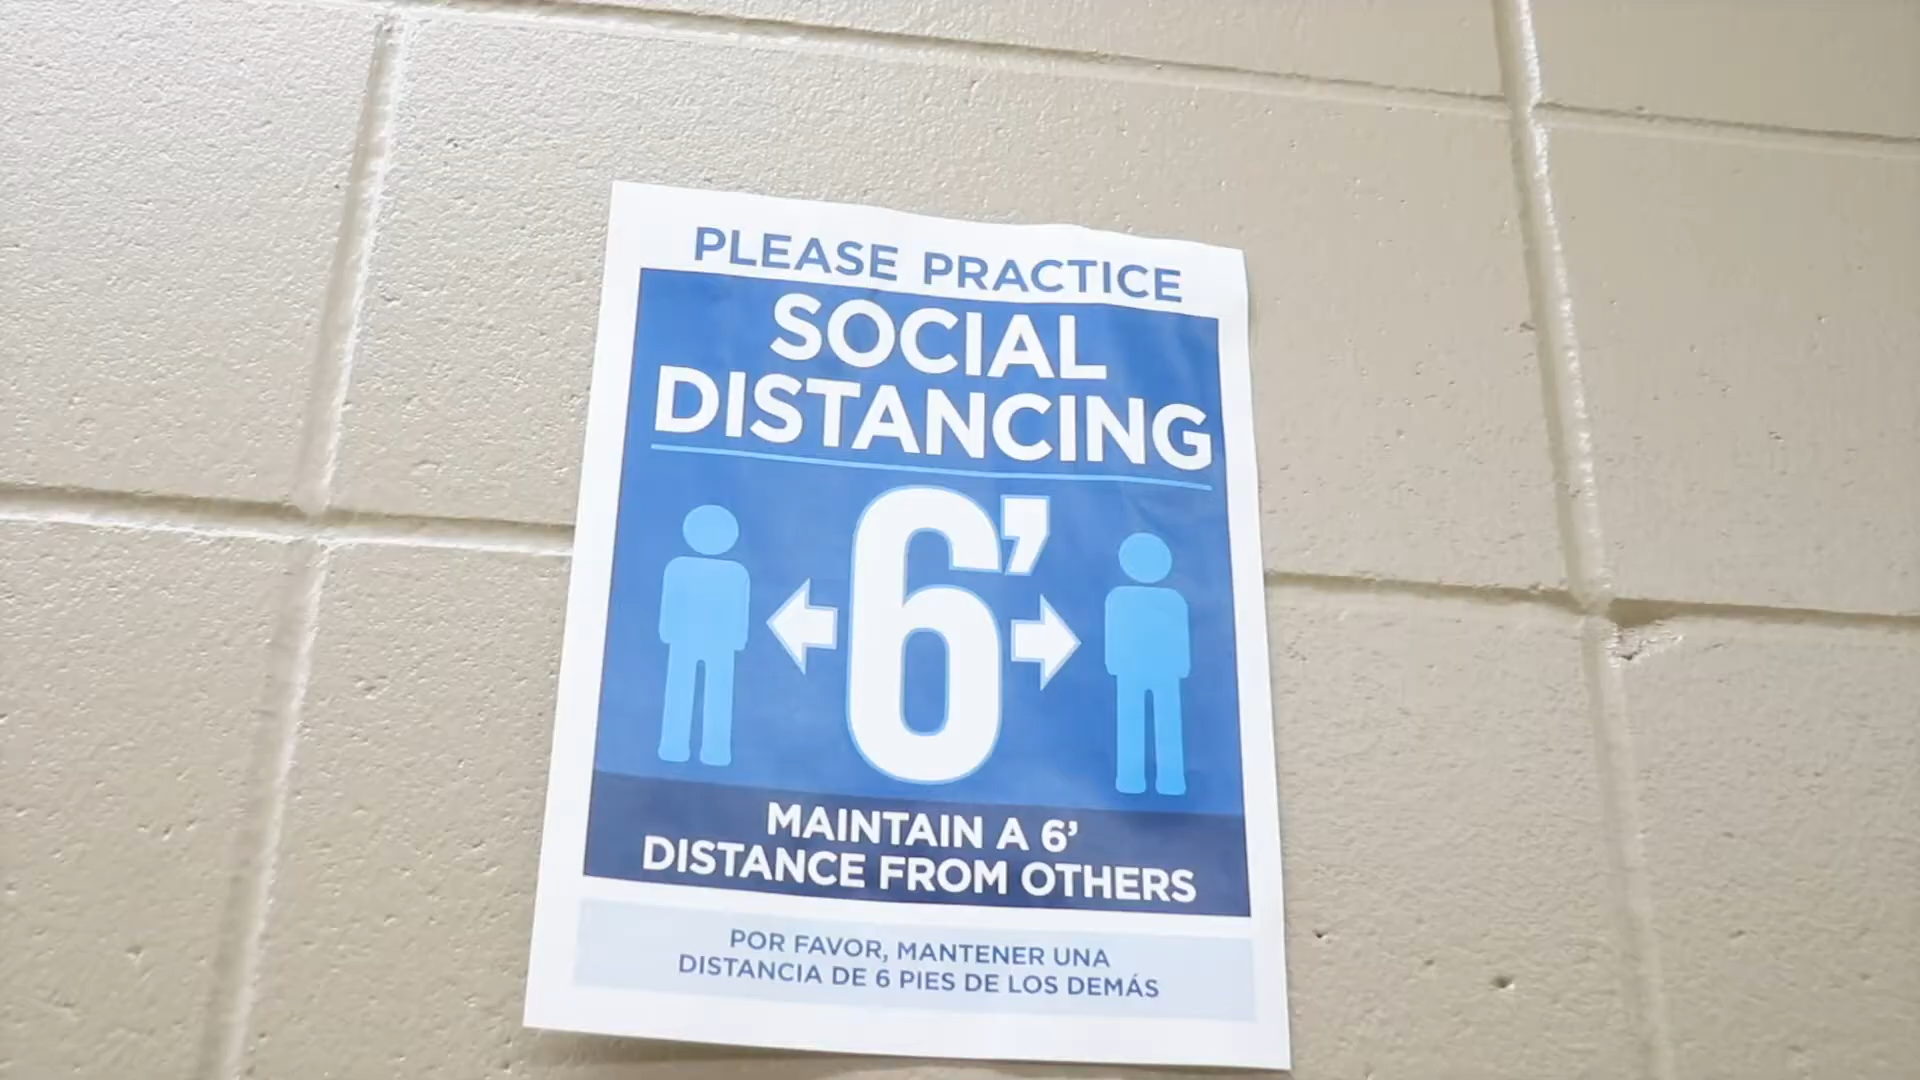 PLEASE PRACTICE
SOCIAL
DISTANCING
6’
MAINTAIN A 6’
DISTANCE FROM OTHERS
POR FAVOR, MANTENER UNA
DISTANCIA DE 6 PIES DE LOS DEMÁS